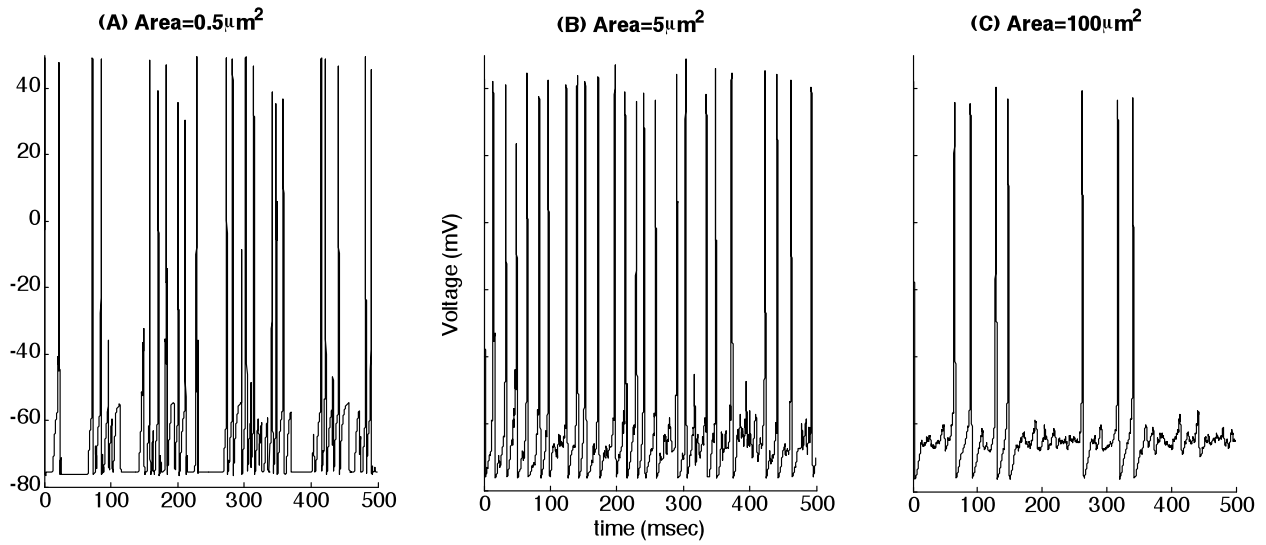 (A) Area=0.5μm²
(B) Area=5μm²
(C) Area=100μm²
40
20
0
-20
-40
-60
-80
0 100 200 300 400 500
Voltage (mV)
0 100 200 300 400 500
time (msec)
0 100 200 300 400 500